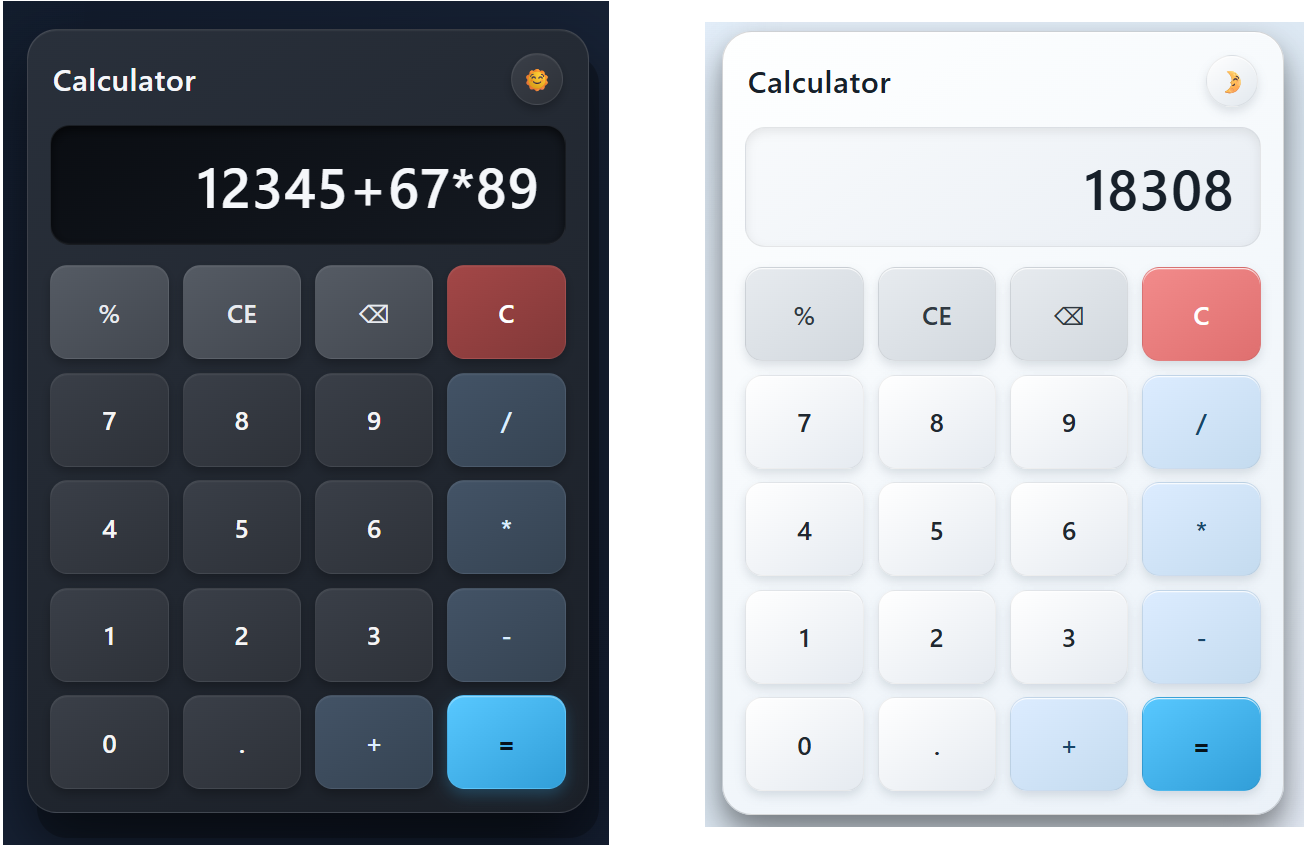 Calculator
12345+67*89
% CE ⌫ C
7 8 9 /
4 5 6 *
1 2 3 -
0 . + =
Calculator
18308
% CE ⌫ C
7 8 9 /
4 5 6 *
1 2 3 -
0 . + =